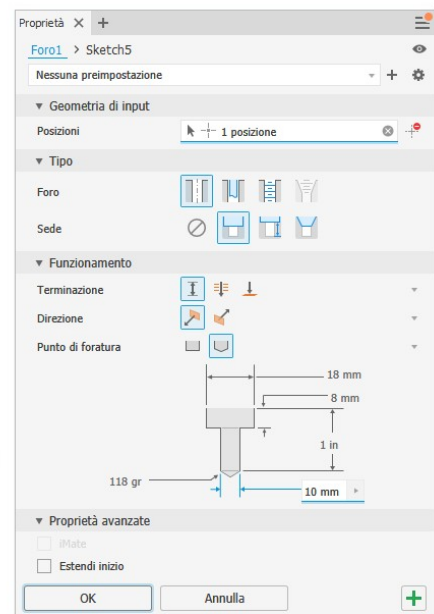 Proprietà
Foro1 > Sketch5
Nessuna preimpostazione
Geometria di input
Posizioni 1 posizione
Tipo
Foro
Sede
Funzionamento
Terminazione
Direzione
Punto di foratura
18 mm
8 mm
1 in
118 gr
10 mm
Proprietà avanzate
iMate
Estendi inizio
OK Annulla